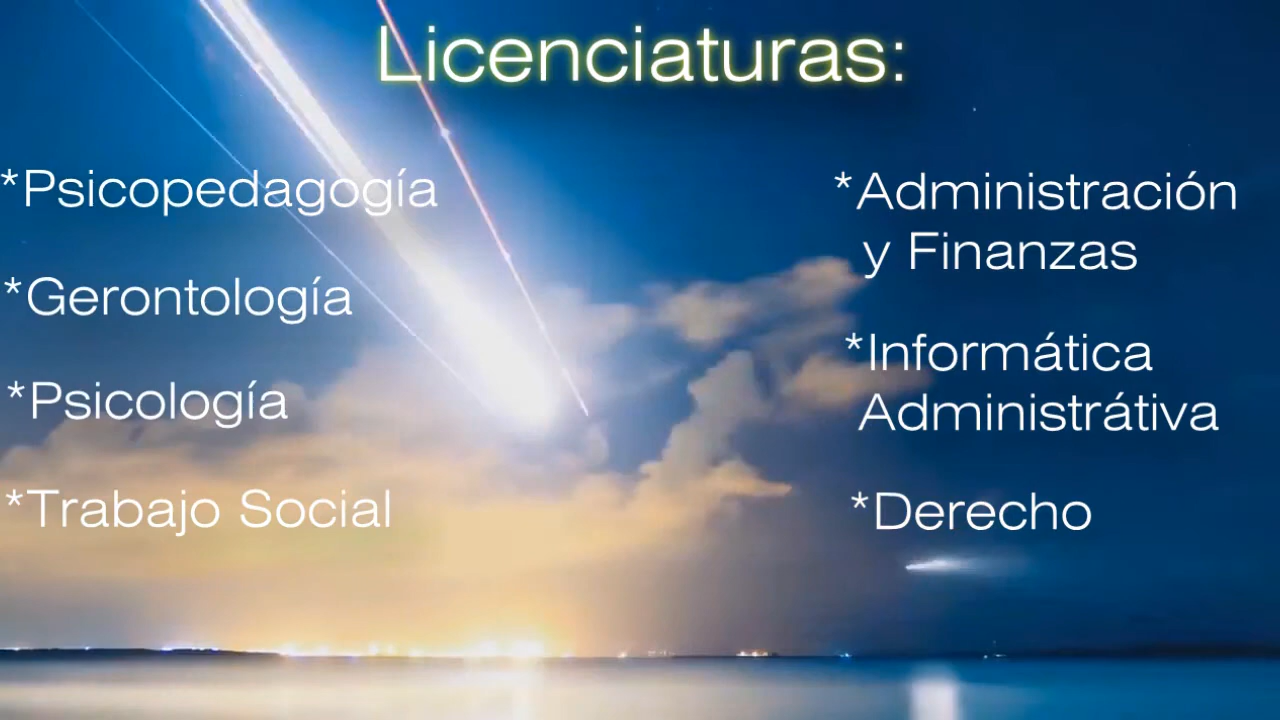 Licenciaturas:
*Psicopedagogía
*Gerontología
*Psicología
*Trabajo Social
*Administración
y Finanzas
*Informática
Administrátiva
*Derecho